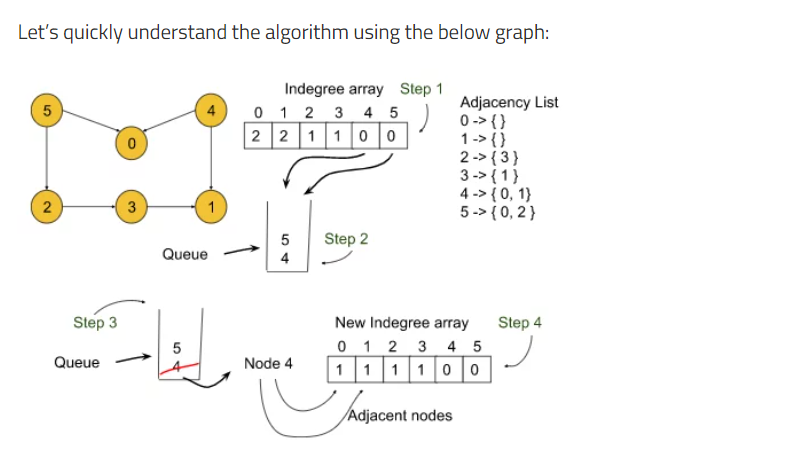 Let's quickly understand the algorithm using the below graph:
Indegree array Step 1
0 1 2 3 4 5
2 2 1 1 0 0
Adjacency List
0 -> { }
1 -> { }
2 -> { 3 }
3 -> { 1 }
4 -> { 0, 1}
5 -> { 0, 2 }
5
4
0
2
3
1
Queue
5
4
Step 2
Step 3
Queue
5
4
Node 4
New Indegree array Step 4
0 1 2 3 4 5
1 1 1 1 0 0
Adjacent nodes